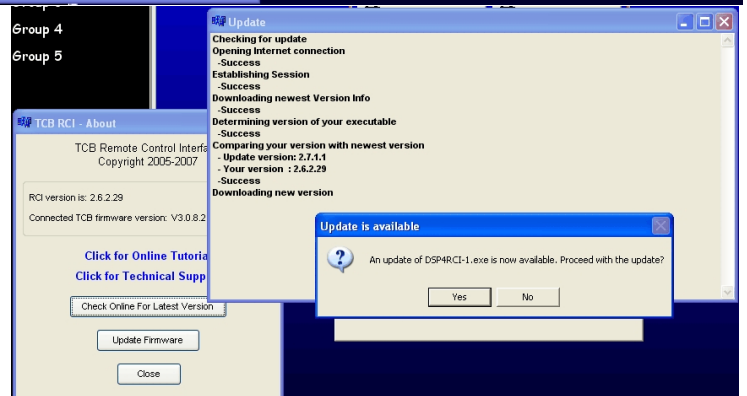 Group 4
Group 5
Update
Checking for update
Opening Internet connection
-Success
Establishing Session
-Success
Downloading newest Version Info
-Success
Determining version of your executable
-Success
Comparing your version with newest version
- Update version: 2.7.1.1
- Your version : 2.6.2.29
-Success
Downloading new version
TCB RCI - About
TCB Remote Control Interfa
Copyright 2005-2007
RCI version is: 2.6.2.29
Connected TCB firmware version: V3.0.8.2
Click for Online Tutoria
Click for Technical Supp
Check Online For Latest Version
Update Firmware
Close
Update is available
An update of DSP4RCI-1.exe is now available. Proceed with the update?
Yes
No